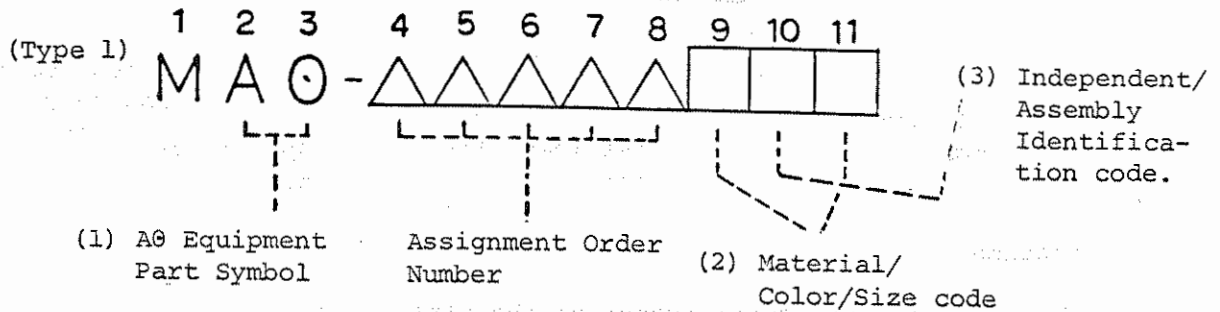 1 2 3 4 5 6 7 8 9 10 11
(Type 1) M A Θ -
(3) Independent/
Assembly
Identifica-
tion code.
(1) AΘ Equipment
Part Symbol
Assignment Order
Number
(2) Material/
Color/Size code